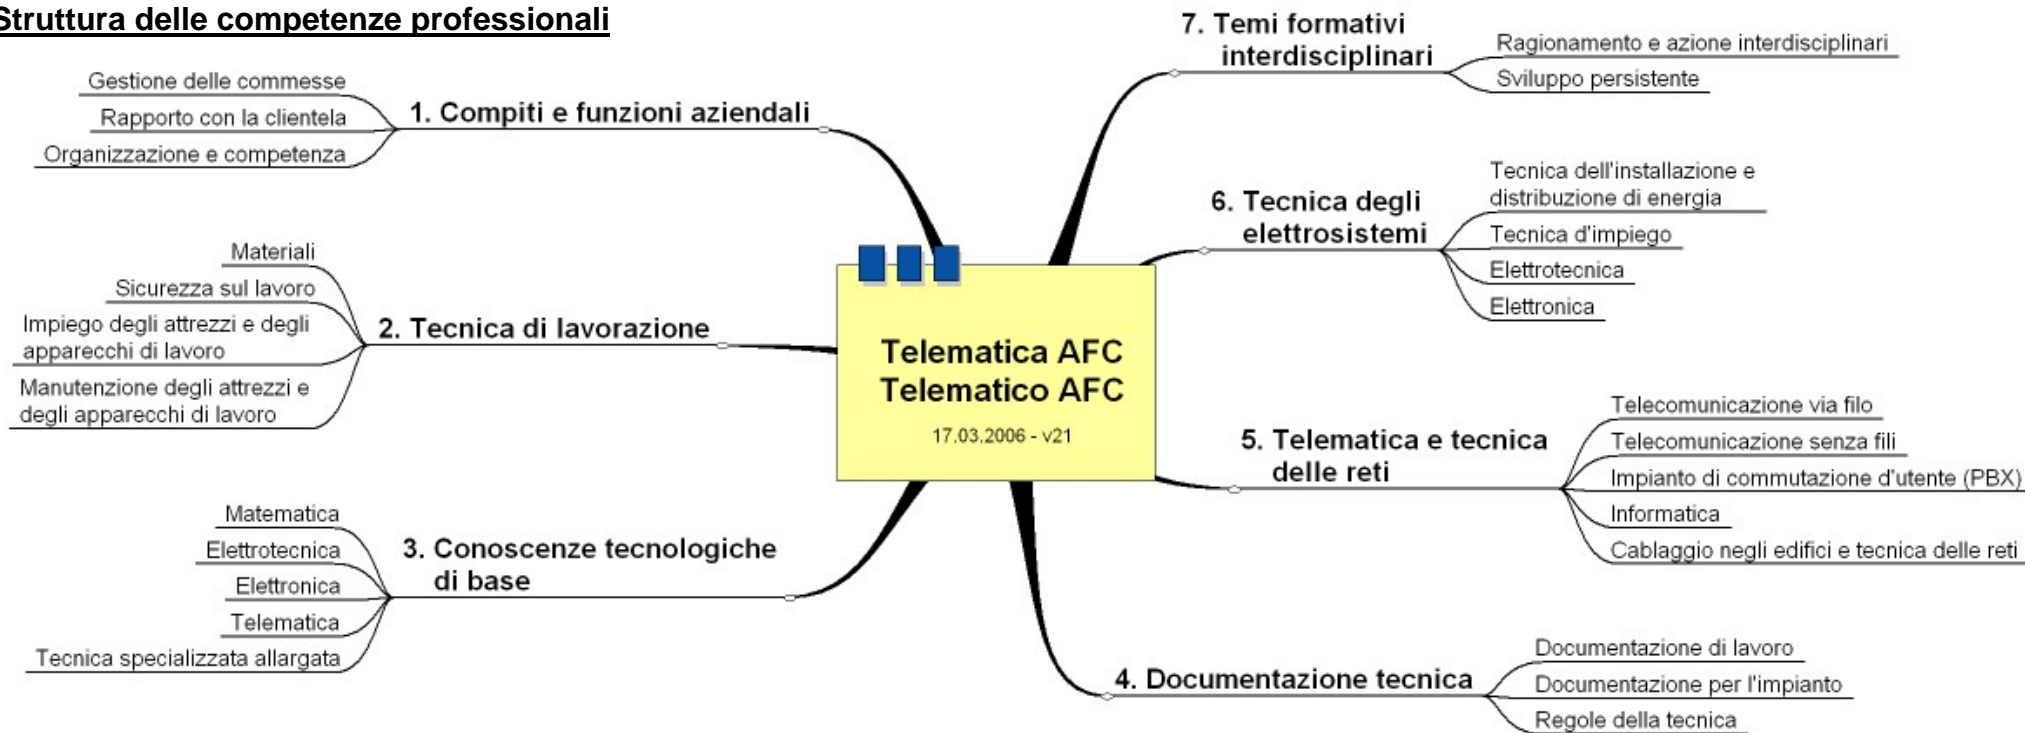 Struttura delle competenze professionali
Gestione delle commesse
Rapporto con la clientela
Organizzazione e competenza
1. Compiti e funzioni aziendali
Materiali
Sicurezza sul lavoro
Impiego degli attrezzi e degli
apparecchi di lavoro
Manutenzione degli attrezzi e
degli apparecchi di lavoro
2. Tecnica di lavorazione
Matematica
Elettrotecnica
Elettronica
Telematica
Tecnica specializzata allargata
3. Conoscenze tecnologiche
di base
Telematica AFC
Telematico AFC
17.03.2006 - v21
7. Temi formativi
interdisciplinari
Ragionamento e azione interdisciplinari
Sviluppo persistente
6. Tecnica degli
elettrosistemi
Tecnica dell'installazione e
distribuzione di energia
Tecnica d'impiego
Elettrotecnica
Elettronica
5. Telematica e tecnica
delle reti
Telecomunicazione via filo
Telecomunicazione senza fili
Impianto di commutazione d'utente (PBX)
Informatica
Cablaggio negli edifici e tecnica delle reti
4. Documentazione tecnica
Documentazione di lavoro
Documentazione per l'impianto
Regole della tecnica